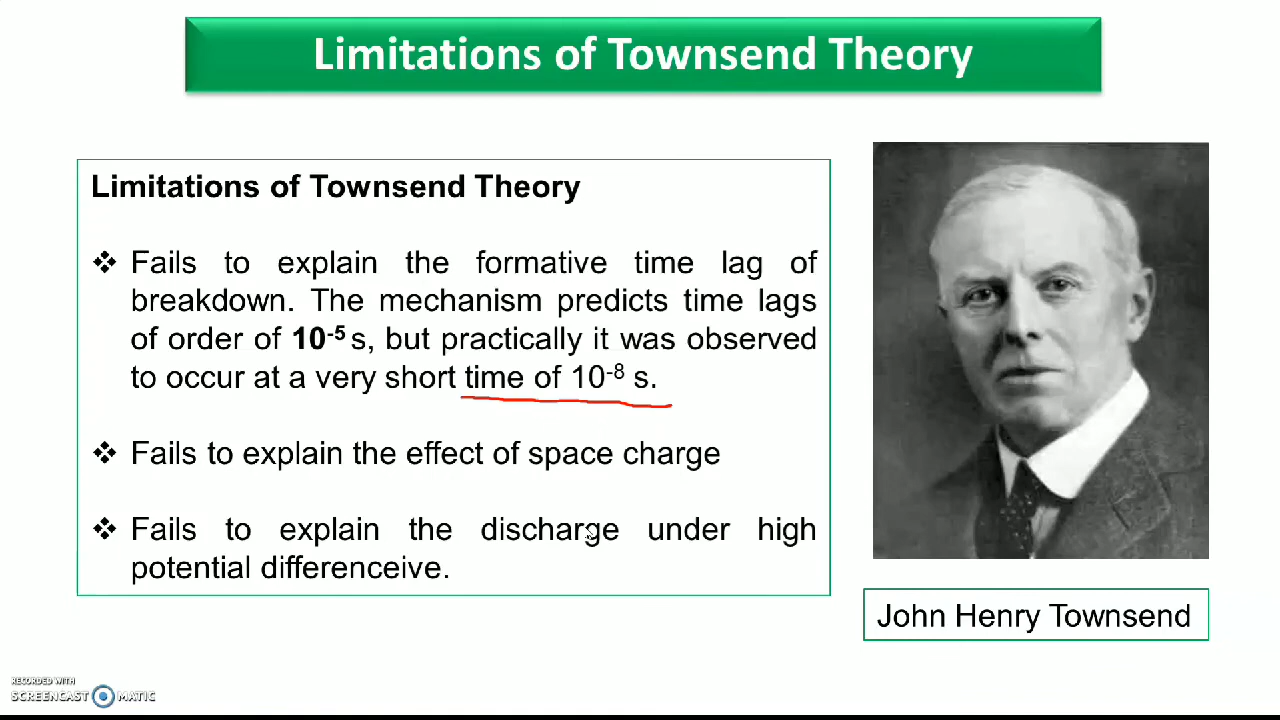 Limitations of Townsend Theory
Limitations of Townsend Theory
❖ Fails to explain the formative time lag of
breakdown. The mechanism predicts time lags
of order of 10⁻⁵ s, but practically it was observed
to occur at a very short time of 10⁻⁸ s.
❖ Fails to explain the effect of space charge
❖ Fails to explain the discharge under high
potential differenceive.
John Henry Townsend
RECORDED WITH
SCREENCAST MATIC